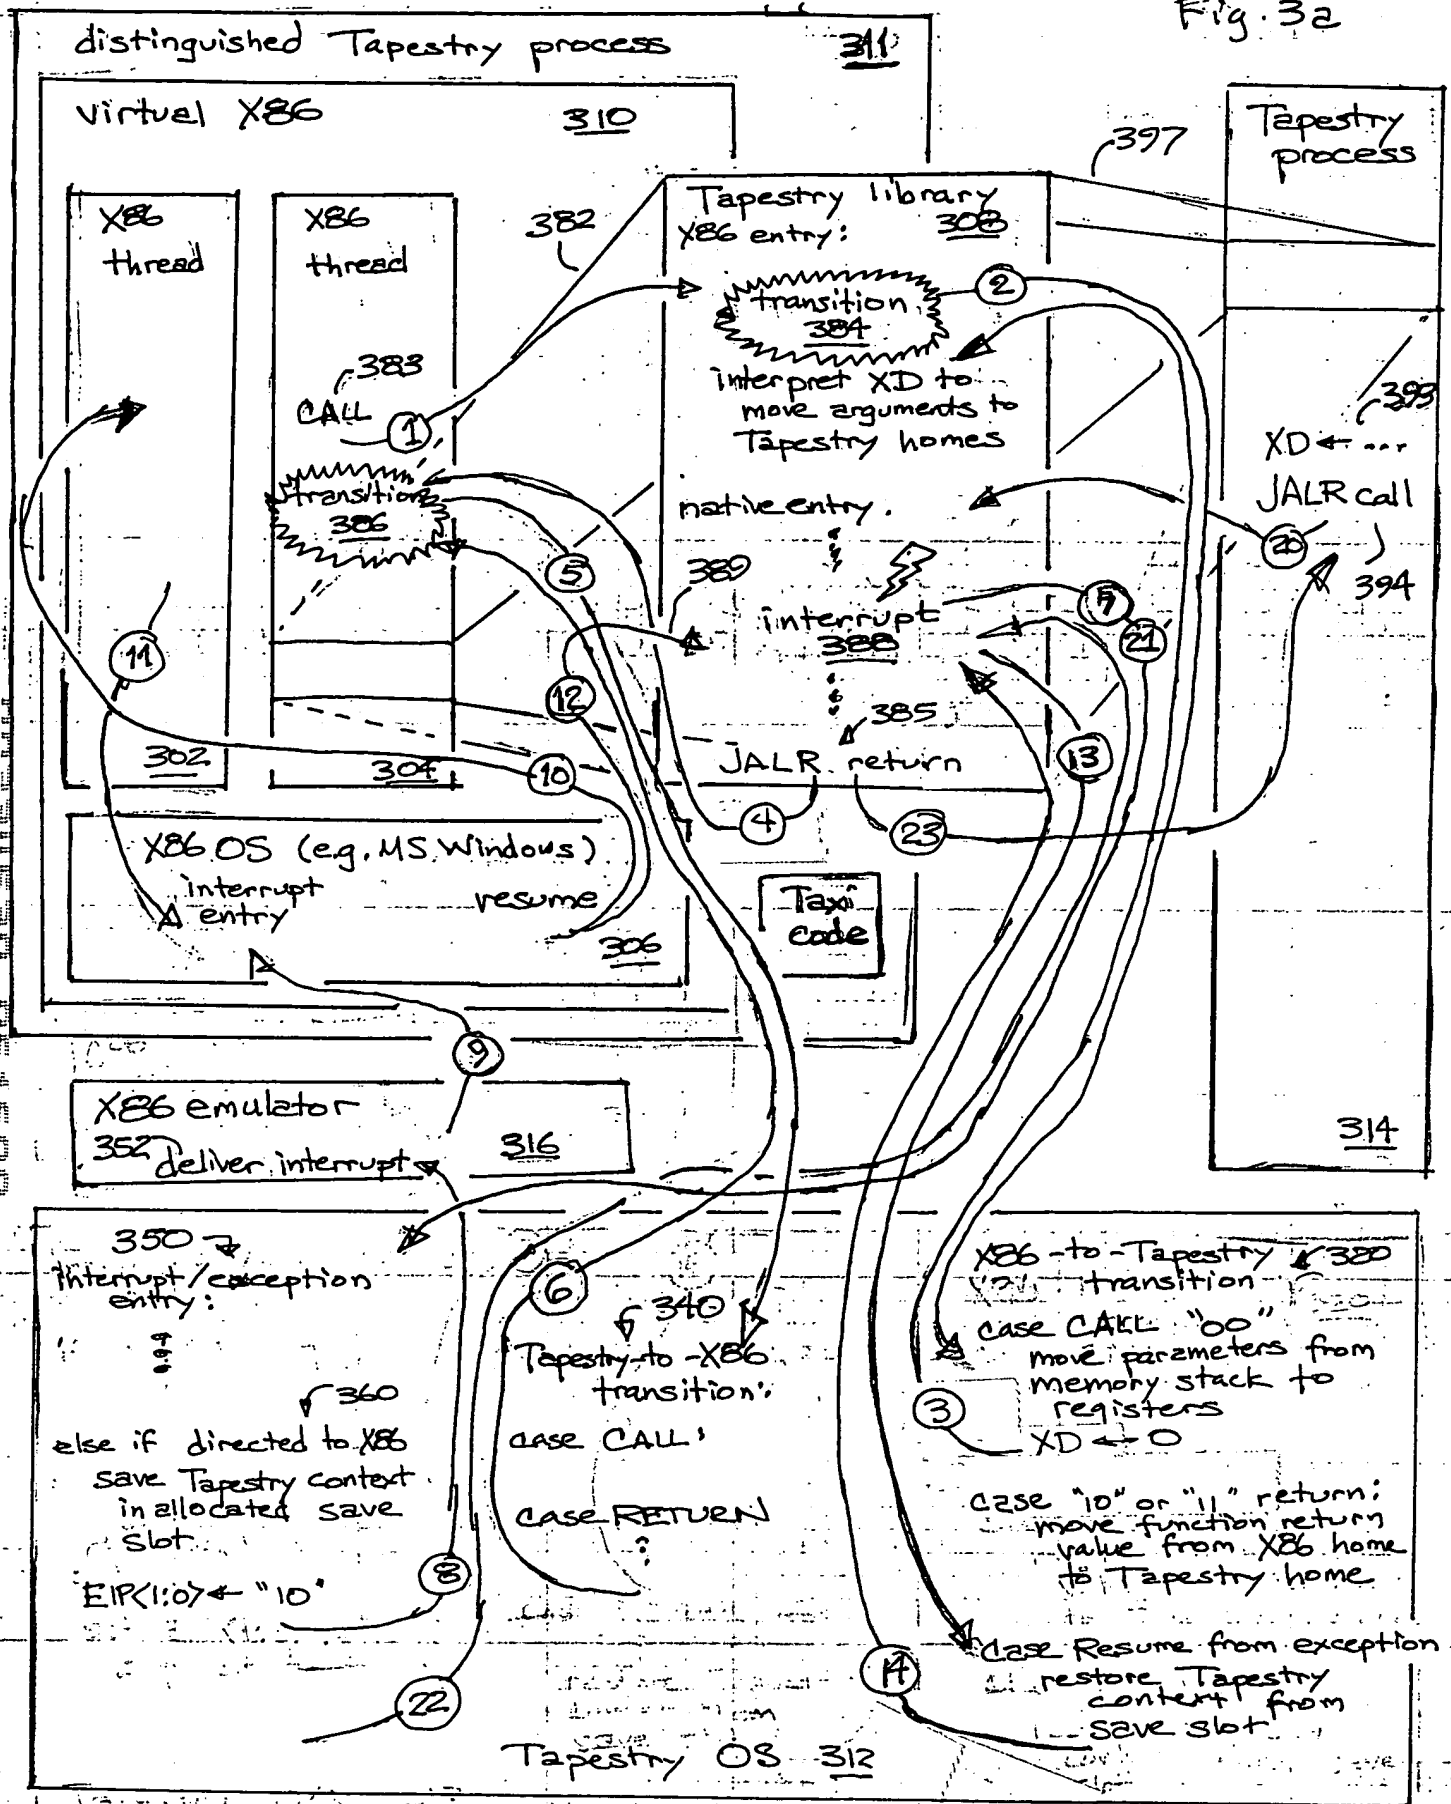 Fig. 3a
distinguished Tapestry process 311
virtual X86 310
X86
thread
302
X86
thread
383
CALL
1
transition
386
304
382
Tapestry library
308
X86 entry:
transition
384
2
interpret XD to
move arguments to
Tapestry homes
native entry.
interrupt
388
389
385
JALR return
397
Tapestry
process
393
XD ← ...
JALR call
394
20
314
5
21
11
12
10
13
4
23
X86 OS (e.g. MS Windows)
interrupt
entry
resume
306
Taxi
code
9
X86 emulator
352 deliver interrupt
316
350
interrupt/exception
entry:
360
else if directed to X86
save Tapestry context
in allocated save
slot
EIP<1:0> ← "10"
8
22
6
340
Tapestry-to-X86
transition:
case CALL:
case RETURN
X86-to-Tapestry
transition
case CALL "00"
move parameters from
memory stack to
registers
XD ← 0
3
case "10" or "11" return:
move function return
value from X86 home
to Tapestry home
case Resume from exception
restore Tapestry
context from
save slot
14
Tapestry OS 312